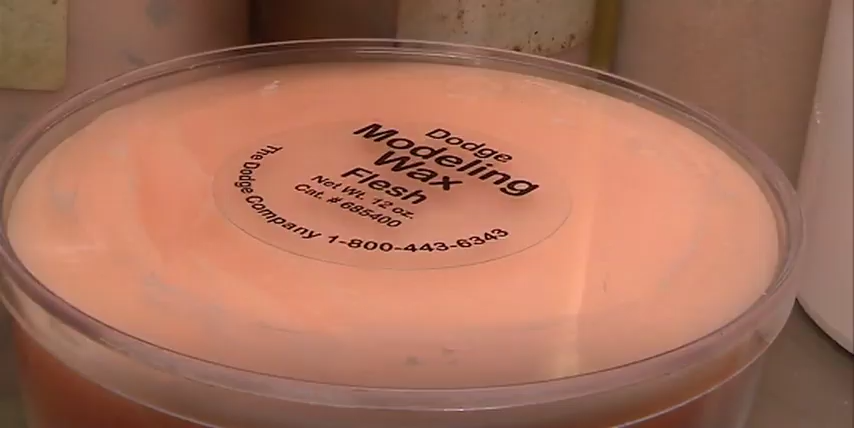 Dodge
Modeling
Wax
Flesh
Net Wt. 12 oz.
Cat. # 685400
The Dodge Company 1-800-443-6343